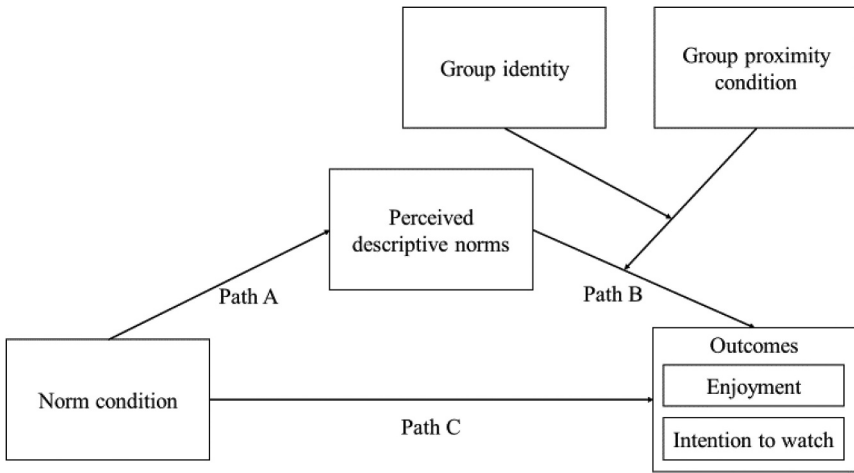 Group identity
Group proximity
condition
Perceived
descriptive norms
Path A
Path B
Norm condition
Path C
Outcomes
Enjoyment
Intention to watch